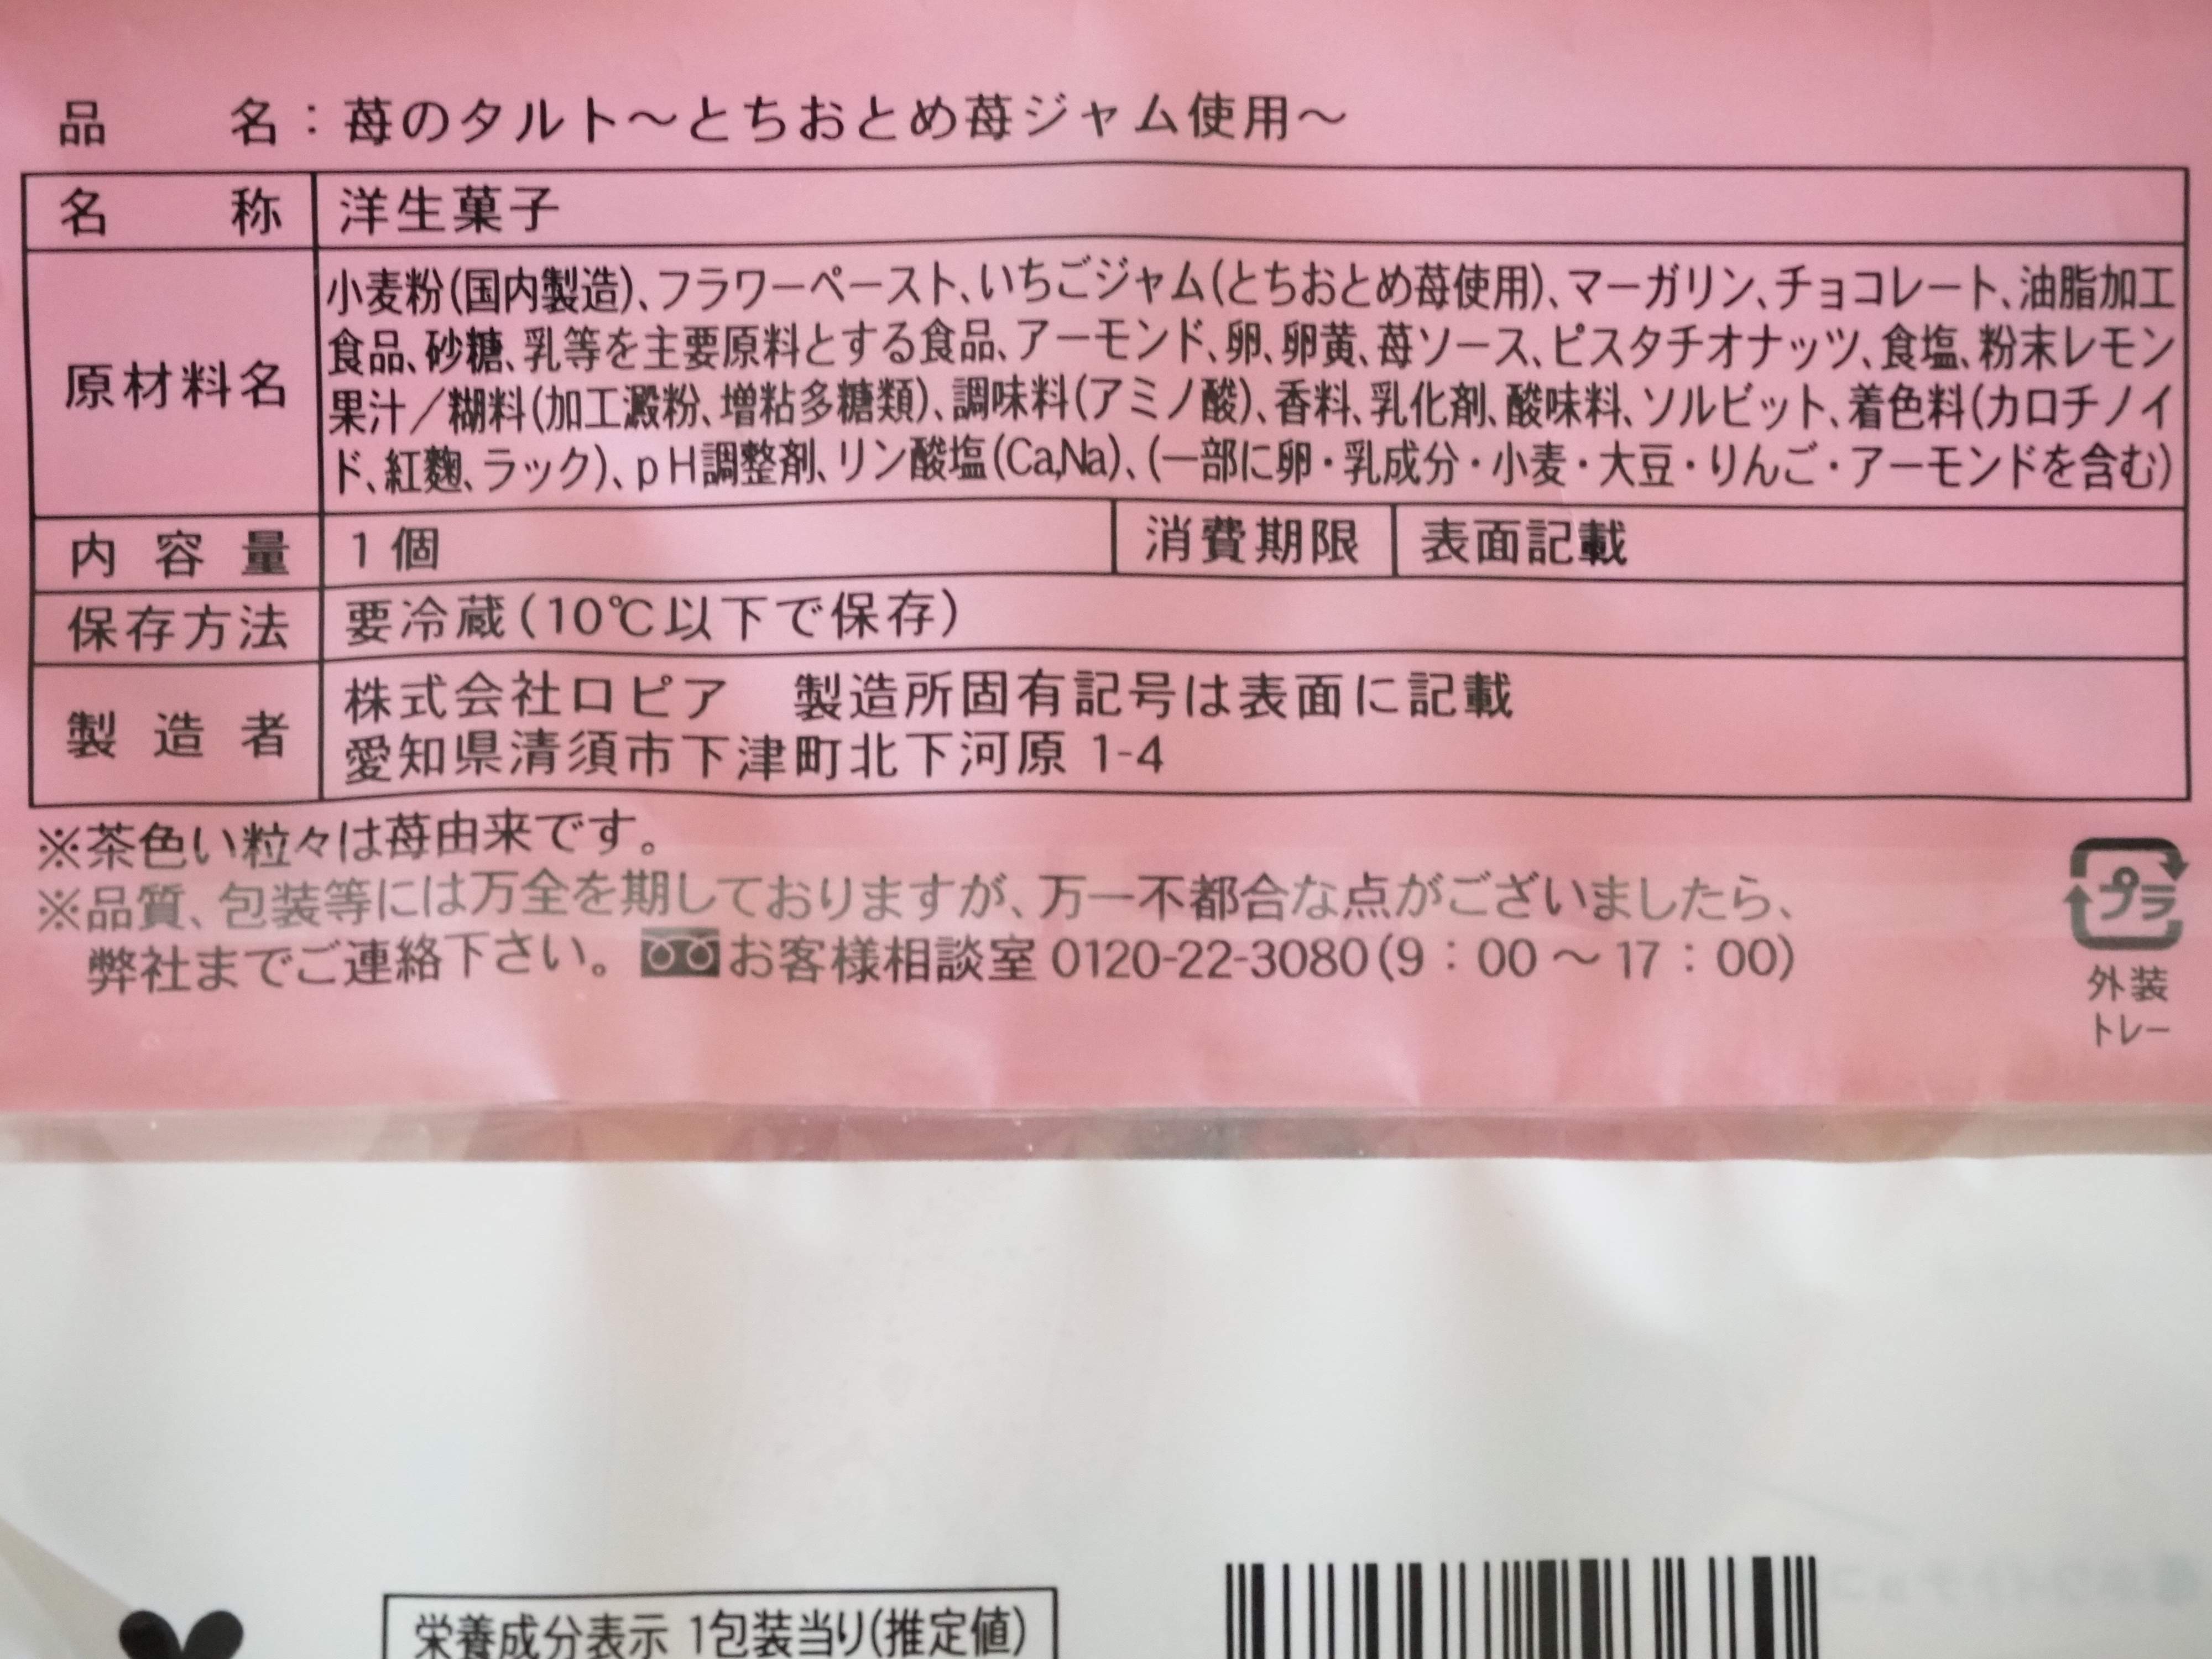 品　　名：苺のタルト～とちおとめ苺ジャム使用～
名　　称　洋生菓子
原材料名
小麦粉(国内製造)、フラワーペースト、いちごジャム(とちおとめ苺使用)、マーガリン、チョコレート、油脂加工
食品、砂糖、乳等を主要原料とする食品、アーモンド、卵、卵黄、苺ソース、ピスタチオナッツ、食塩、粉末レモン
果汁／糊料(加工澱粉、増粘多糖類)、調味料(アミノ酸)、香料、乳化剤、酸味料、ソルビット、着色料(カロチノイ
ド、紅麴、ラック)、pH調整剤、リン酸塩(Ca,Na)、(一部に卵・乳成分・小麦・大豆・りんご・アーモンドを含む)
内容量　1個　消費期限　表面記載
保存方法　要冷蔵(10℃以下で保存)
製造者
株式会社ロピア　製造所固有記号は表面に記載
愛知県清須市下津町北下河原 1-4
※茶色い粒々は苺由来です。
※品質、包装等には万全を期しておりますが、万一不都合な点がございましたら、
弊社までご連絡下さい。お客様相談室 0120-22-3080(9：00～17：00)
プラ
外装
トレー
栄養成分表示 1包装当り(推定値)